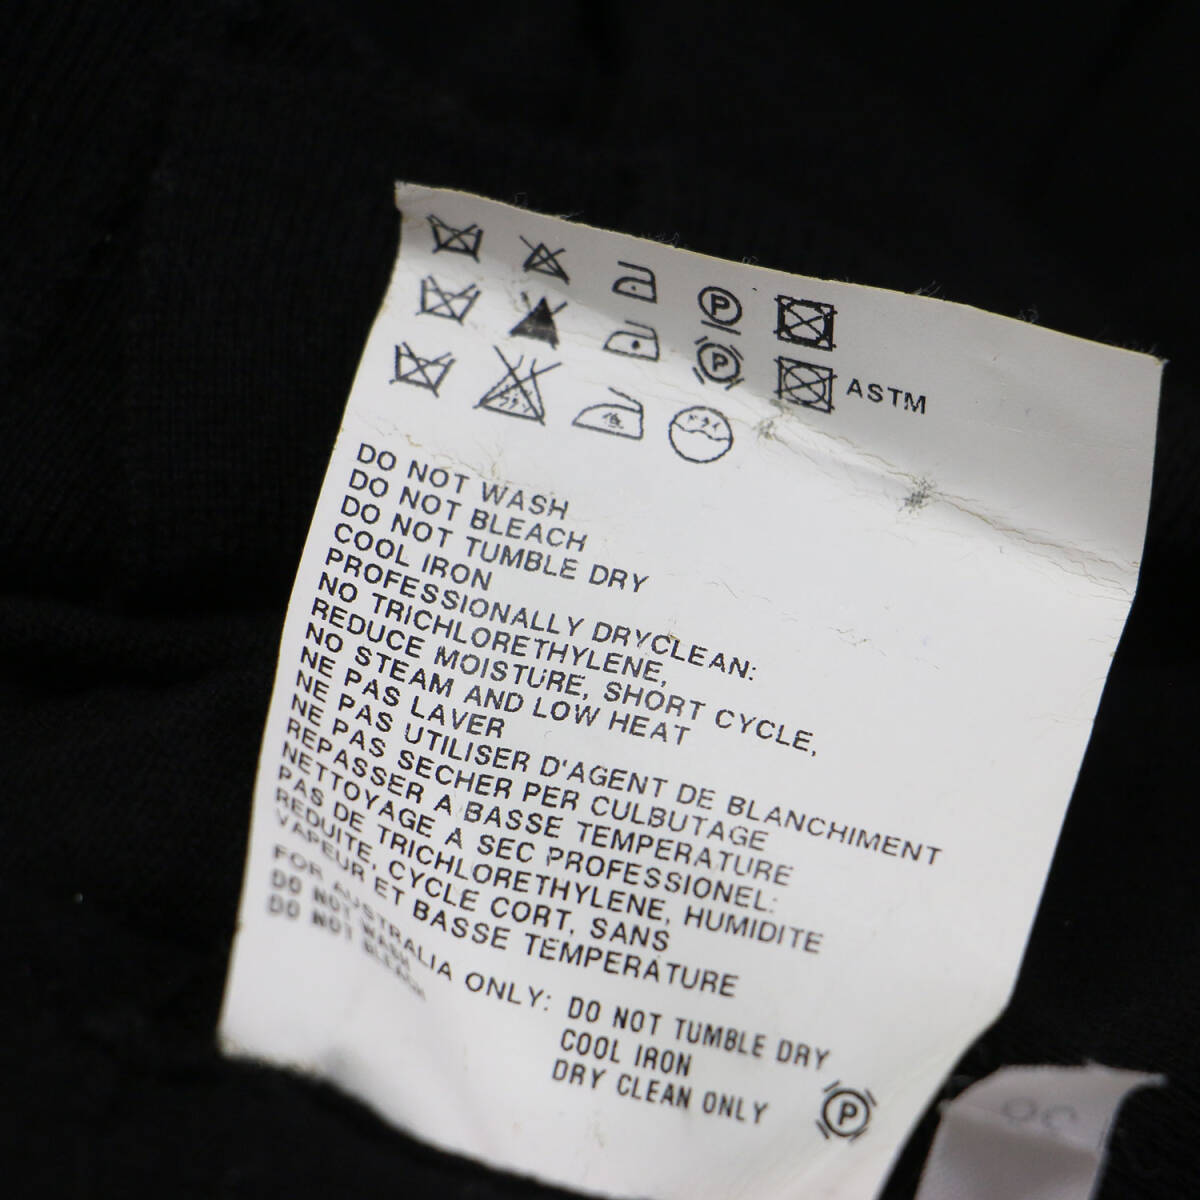 P
P ASTM
ドライ
DO NOT WASH
DO NOT BLEACH
DO NOT TUMBLE DRY
COOL IRON
PROFESSIONALLY DRYCLEAN:
NO TRICHLORETHYLENE,
REDUCE MOISTURE, SHORT CYCLE,
NO STEAM AND LOW HEAT
NE PAS LAVER
NE PAS UTILISER D'AGENT DE BLANCHIMENT
NE PAS SECHER PER CULBUTAGE
REPASSER A BASSE TEMPERATURE
NETTOYAGE A SEC PROFESSIONEL:
PAS DE TRICHLORETHYLENE, HUMIDITE
REDUITE, CYCLE CORT, SANS
VAPEUR ET BASSE TEMPERATURE
FOR AUSTRALIA ONLY:
DO NOT WASH
DO NOT BLEACH
DO NOT TUMBLE DRY
COOL IRON
DRY CLEAN ONLY P